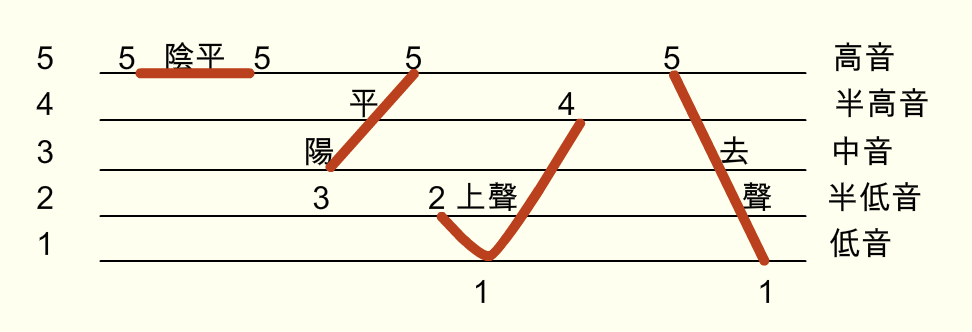 5 5 陰平 5 5 5 高音
4 平 4 半高音
3 陽 中音
2 3 2 上聲 去聲 半低音
1 低音
1 1